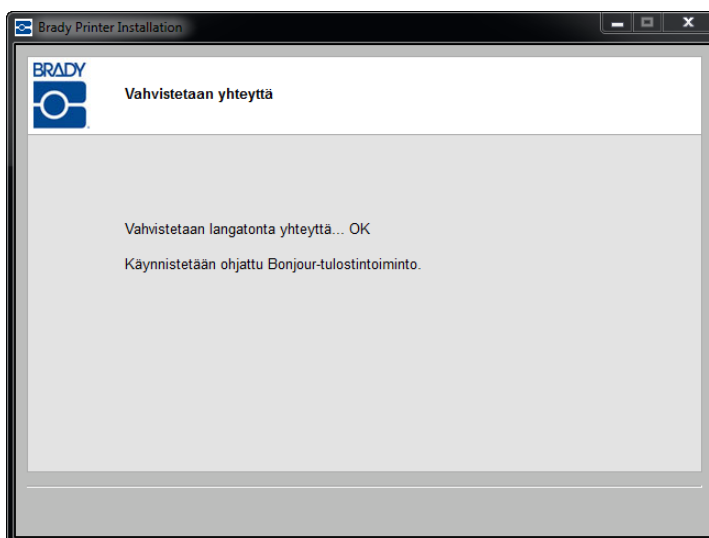 Brady Printer Installation
BRADY
Vahvistetaan yhteyttä
Vahvistetaan langatonta yhteyttä... OK
Käynnistetään ohjattu Bonjour-tulostintoiminto.